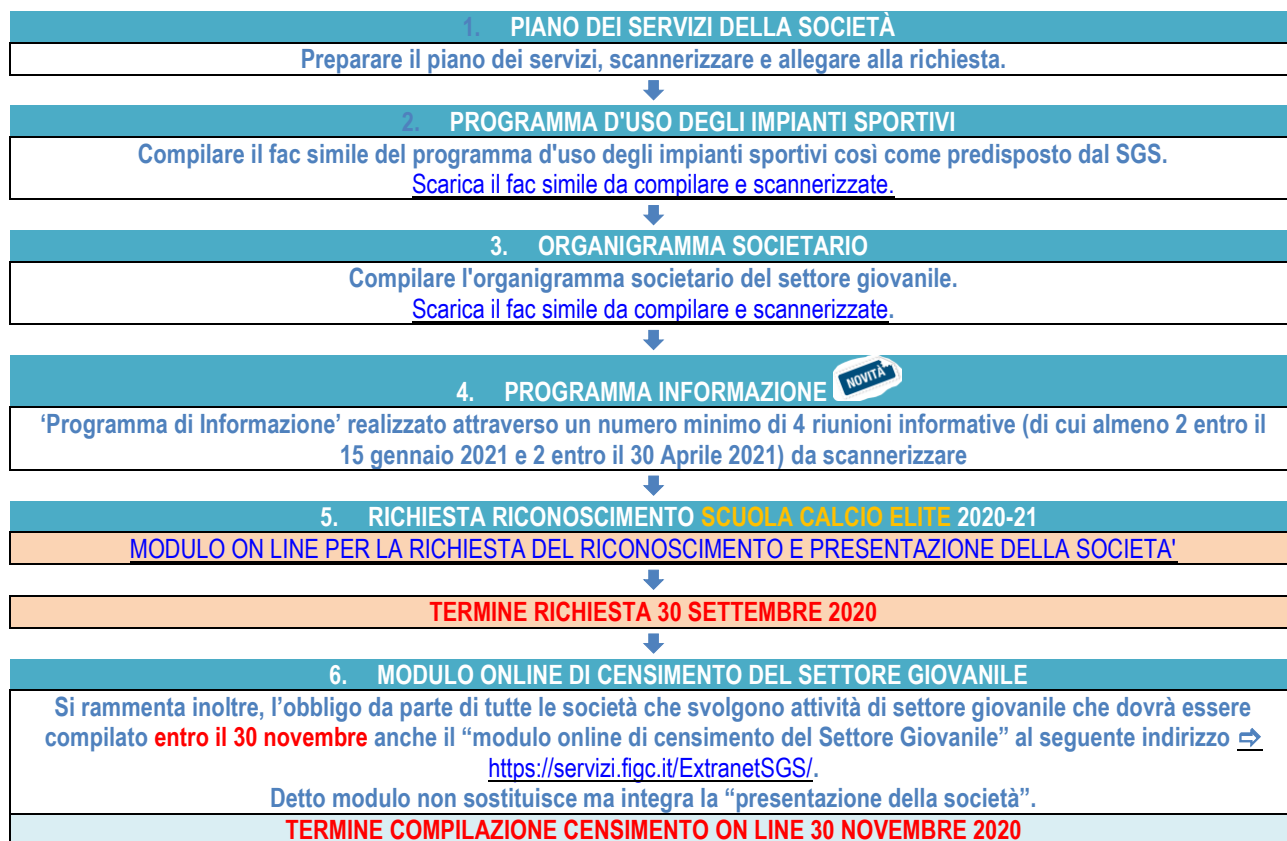 1. PIANO DEI SERVIZI DELLA SOCIETÀ
Preparare il piano dei servizi, scannerizzare e allegare alla richiesta.
2. PROGRAMMA D'USO DEGLI IMPIANTI SPORTIVI
Compilare il fac simile del programma d'uso degli impianti sportivi così come predisposto dal SGS.
Scarica il fac simile da compilare e scannerizzate.
3. ORGANIGRAMMA SOCIETARIO
Compilare l'organigramma societario del settore giovanile.
Scarica il fac simile da compilare e scannerizzate.
4. PROGRAMMA INFORMAZIONE NOVITÀ
‘Programma di Informazione’ realizzato attraverso un numero minimo di 4 riunioni informative (di cui almeno 2 entro il
15 gennaio 2021 e 2 entro il 30 Aprile 2021) da scannerizzare
5. RICHIESTA RICONOSCIMENTO SCUOLA CALCIO ELITE 2020-21
MODULO ON LINE PER LA RICHIESTA DEL RICONOSCIMENTO E PRESENTAZIONE DELLA SOCIETA'
TERMINE RICHIESTA 30 SETTEMBRE 2020
6. MODULO ONLINE DI CENSIMENTO DEL SETTORE GIOVANILE
Si rammenta inoltre, l’obbligo da parte di tutte le società che svolgono attività di settore giovanile che dovrà essere
compilato entro il 30 novembre anche il “modulo online di censimento del Settore Giovanile” al seguente indirizzo ⇨
https://servizi.figc.it/ExtranetSGS/.
Detto modulo non sostituisce ma integra la “presentazione della società”.
TERMINE COMPILAZIONE CENSIMENTO ON LINE 30 NOVEMBRE 2020